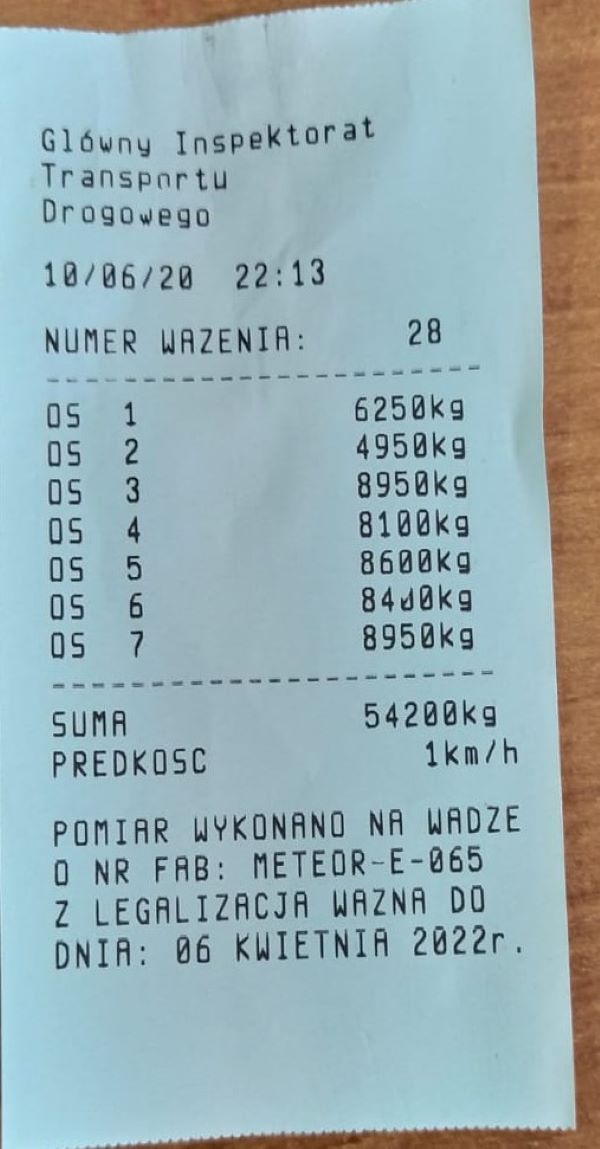 Główny Inspektorat
Transportu
Drogowego
10/06/20 22:13
NUMER WAZENIA: 28
OS 1 6250kg
OS 2 4950kg
OS 3 8950kg
OS 4 8100kg
OS 5 8600kg
OS 6 8400kg
OS 7 8950kg
SUMA 54200kg
PREDKOSC 1km/h
POMIAR WYKONANO NA WADZE
O NR FAB: METEOR-E-065
Z LEGALIZACJA WAZNA DO
DNIA: 06 KWIETNIA 2022r.